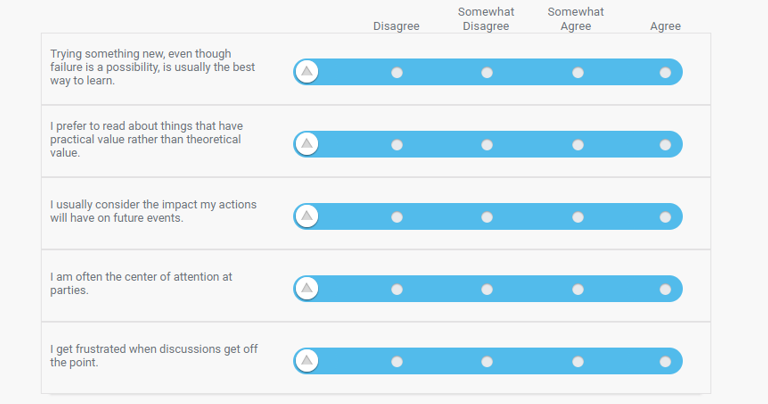 Disagree
Somewhat
Disagree
Somewhat
Agree
Agree
Trying something new, even though
failure is a possibility, is usually the best
way to learn.
I prefer to read about things that have
practical value rather than theoretical
value.
I usually consider the impact my actions
will have on future events.
I am often the center of attention at
parties.
I get frustrated when discussions get off
the point.